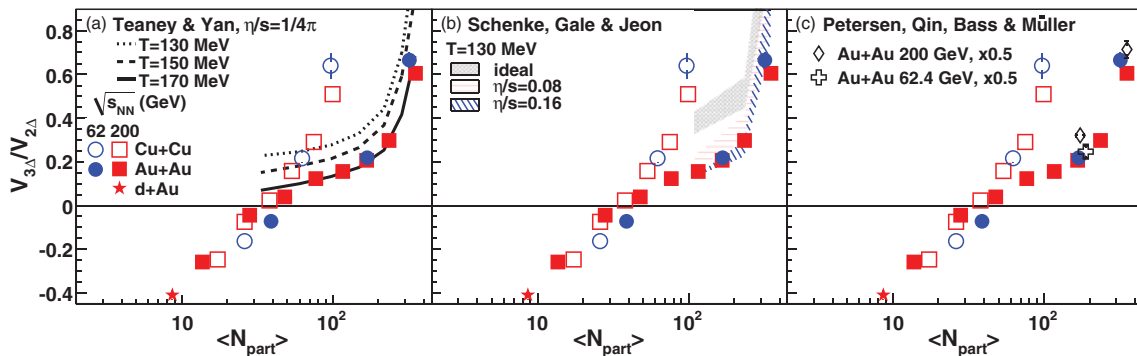 (a) Teaney & Yan, η/s=1/4π
T=130 MeV
T=150 MeV
T=170 MeV
√s_NN (GeV)
62 200
Cu+Cu
Au+Au
d+Au
(b) Schenke, Gale & Jeon
T=130 MeV
ideal
η/s=0.08
η/s=0.16
(c) Petersen, Qin, Bass & Müller
Au+Au 200 GeV, x0.5
Au+Au 62.4 GeV, x0.5
V3Δ/V2Δ
0.8
0.6
0.4
0.2
0
-0.2
-0.4
10 10²
10 10²
10 10²
<Npart>
<Npart>
<Npart>